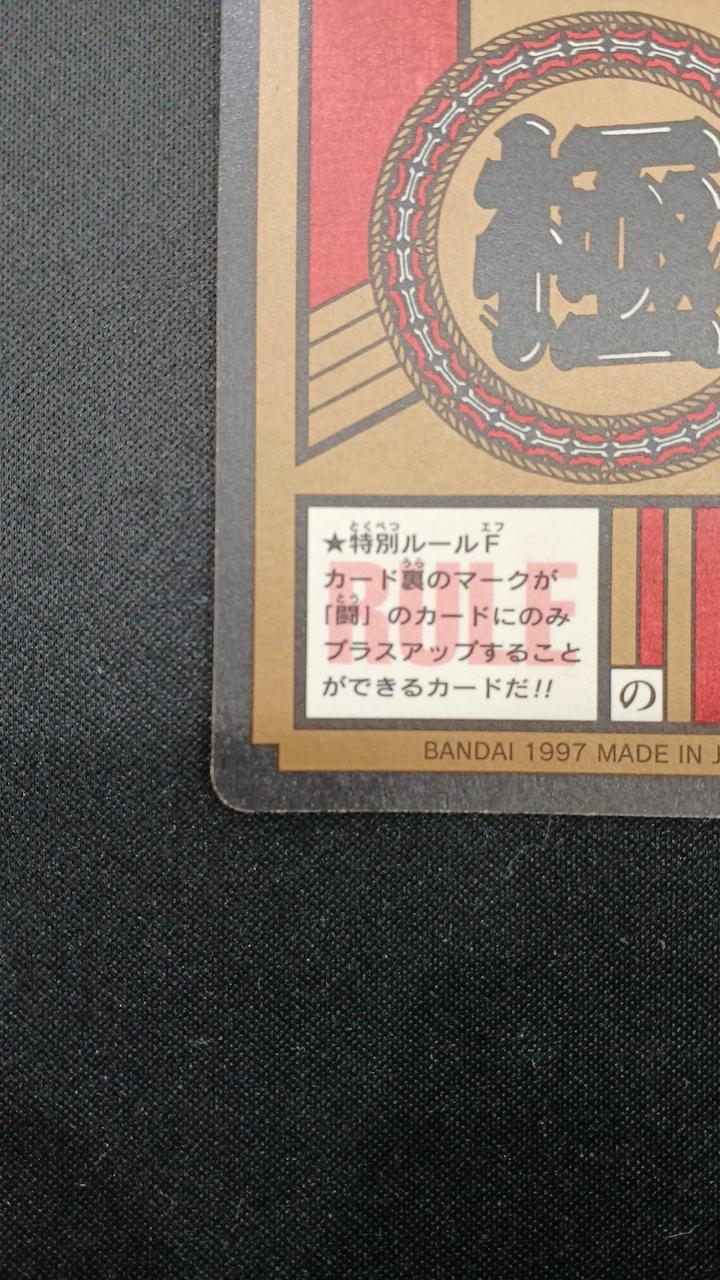 極
★特別ルールF
カード裏のマークが
「闘」のカードにのみ
プラスアップすること
ができるカードだ!!
RULE
の
BANDAI 1997 MADE IN